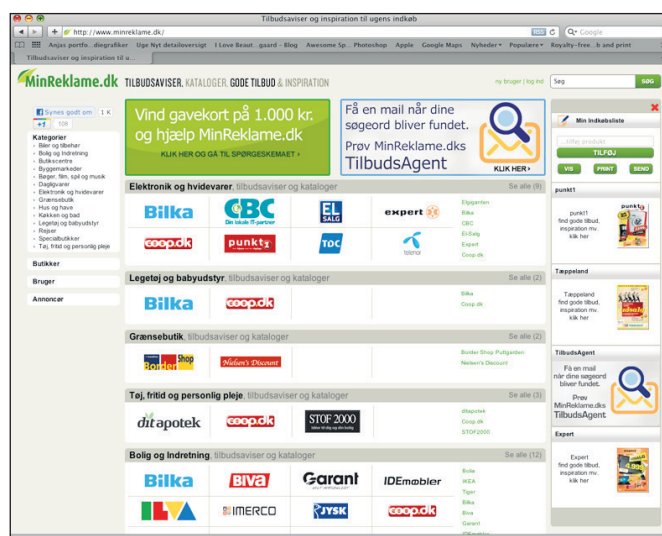 Tilbudsaviser og inspiration til ugens indkøb
http://www.minreklame.dk/
RSS
Google
Anjas portfo...diegrafiker
Uge Nyt detaloversigt
I Love Beaut...gaard – Blog
Awesome Sp... Photoshop
Apple
Google Maps
Nyheder
Populære
Royalty-free...b and print
Tilbudsaviser og inspiration til u...
MinReklame.dk
TILBUDSAVISER, KATALOGER, GODE TILBUD & INSPIRATION
ny bruger | log ind
Søg
SØG
Synes godt om
1 K
+1
108
Kategorier
Biler og tilbehør
Bolig og Indretning
Butikscentre
Byggemarkeder
Bøger, film, spil og musik
Dagligvarer
Elektronik og hvidevarer
Grænsebutik
Hus og have
Køkken og bad
Legetøj og babyudstyr
Rejser
Specialbutikker
Tøj, fritid og personlig pleje
Butikker
Bruger
Annoncør
Vind gavekort på 1.000 kr.
og hjælp MinReklame.dk
KLIK HER OG GÅ TIL SPØRGESKEMAET ›
Få en mail når dine
søgeord bliver fundet.
Prøv MinReklame.dks
TilbudsAgent
KLIK HER ›
Elektronik og hvidevarer, tilbudsaviser og kataloger
Se alle (9)
Bilka
CBC
Din lokale IT-partner
EL
SALG
expert
coop.dk
punkt1
TDC
telenor
Elgiganten
Bilka
CBC
El-Salg
Expert
Coop dk
Legetøj og babyudstyr, tilbudsaviser og kataloger
Se alle (2)
Bilka
coop.dk
Bilka
Coop dk
Grænsebutik, tilbudsaviser og kataloger
Se alle (2)
Border Shop
Nielsen's Discount
Border Shop Puttgarden
Nielsen's Discount
Tøj, fritid og personlig pleje, tilbudsaviser og kataloger
Se alle (3)
dit apotek
coop.dk
STOF 2000
ditapotek
Coop dk
STOF2000
Bolig og Indretning, tilbudsaviser og kataloger
Se alle (12)
Bilka
BIVA
Garant
IDEmøbler
ILVA
IMERCO
JYSK
coop.dk
Bolia
IKEA
Tiger
Bilka
Biva
Garant
IDEmøbler
Min Indkøbsliste
...tilføj produkt
TILFØJ
VIS
PRINT
SEND
punkt1
punkt1
find gode tilbud,
inspiration mv.
klik her
Tæppeland
Tæppeland
find gode tilbud,
inspiration mv.
klik her
TilbudsAgent
Få en mail
når dine søgeord
bliver fundet.
Prøv
MinReklame.dks
TilbudsAgent
Expert
Expert
find gode tilbud,
inspiration mv.
klik her